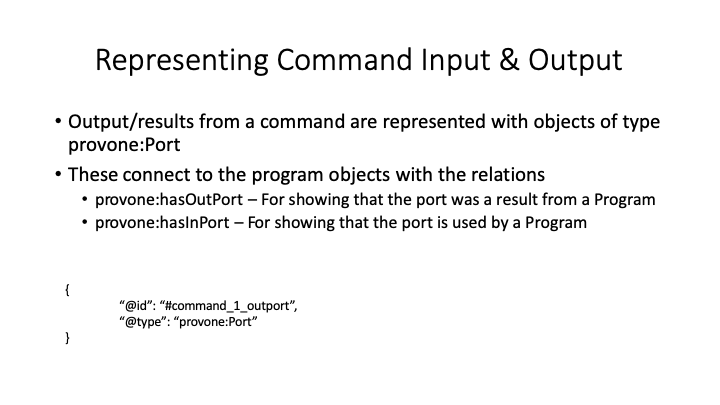 Representing Command Input & Output
• Output/results from a command are represented with objects of type
provone:Port
• These connect to the program objects with the relations
• provone:hasOutPort – For showing that the port was a result from a Program
• provone:hasInPort – For showing that the port is used by a Program
{
“@id”: “#command_1_outport”,
“@type”: “provone:Port”
}